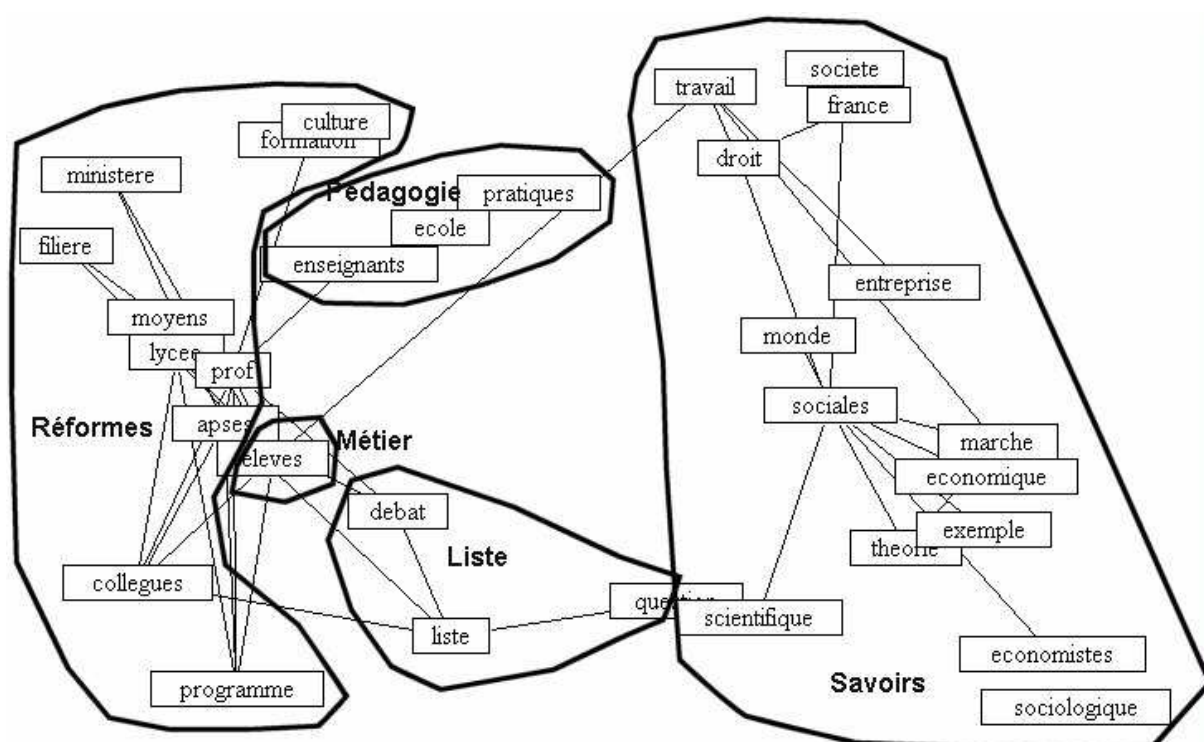 societe
travail
france
culture
formation
droit
ministere
Pédagogie
pratiques
ecole
filiere
enseignants
entreprise
moyens
monde
lycee
prof
sociales
apses
Réformes
Métier
marche
eleves
economique
debat
exemple
theorie
Liste
collegues
question
scientifique
liste
economistes
programme
Savoirs
sociologique